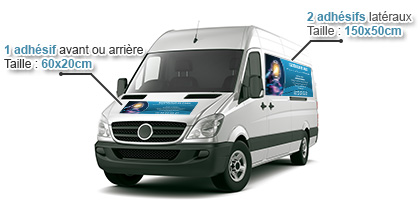 2 adhésifs latéraux
Taille : 150x50cm
1 adhésif avant ou arrière
Taille : 60x20cm